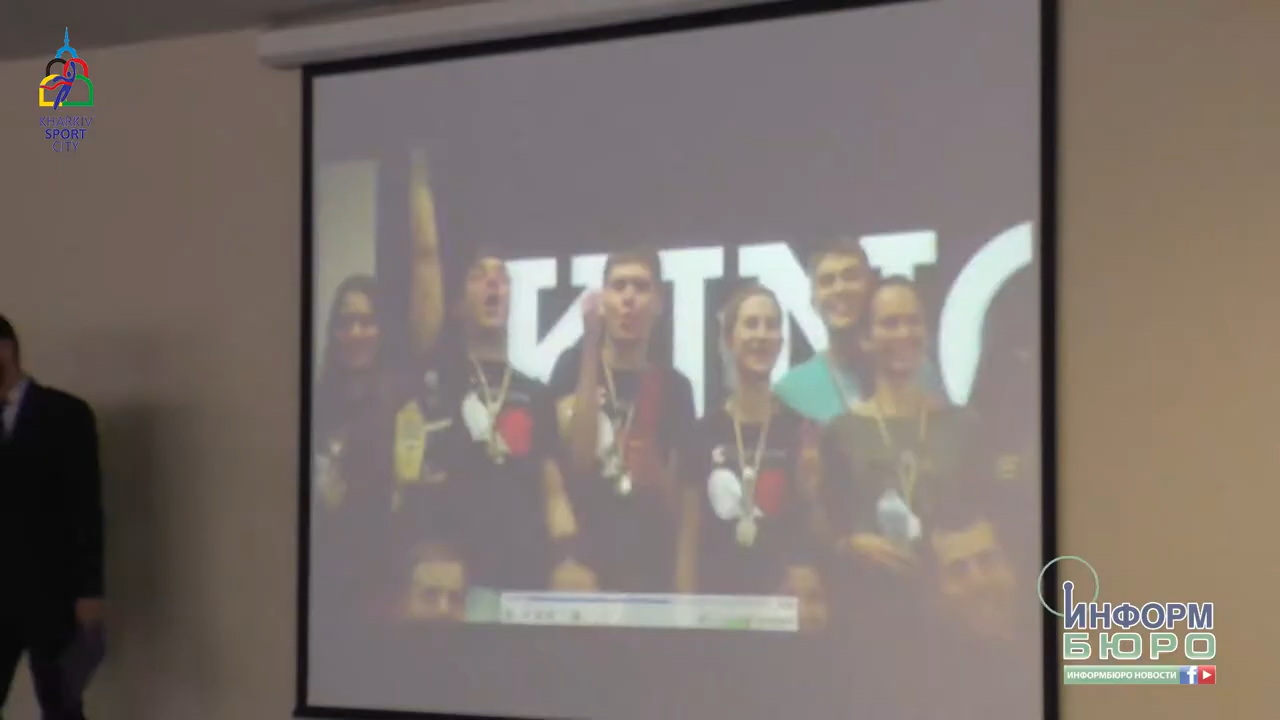 KHARKIV
SPORT
CITY
ИНФОРМ
БЮРО
ИНФОРМБЮРО НОВОСТИ